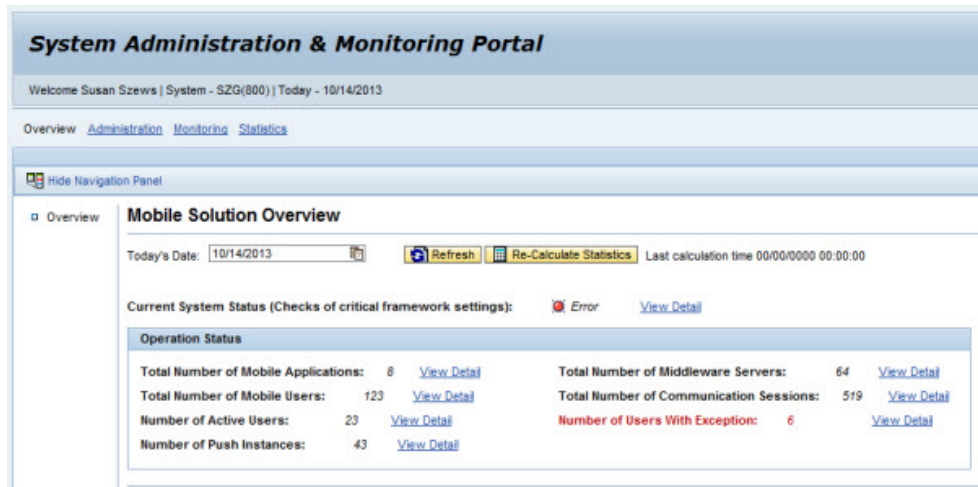 System Administration & Monitoring Portal
Welcome Susan Szews | System - SZG(800) | Today - 10/14/2013
Overview Administration Monitoring Statistics
Hide Navigation Panel
Overview
Mobile Solution Overview
Today's Date: 10/14/2013 Refresh Re-Calculate Statistics Last calculation time 00/00/0000 00:00:00
Current System Status (Checks of critical framework settings): Error View Detail
Operation Status
Total Number of Mobile Applications: 8 View Detail Total Number of Middleware Servers: 64 View Detail
Total Number of Mobile Users: 123 View Detail Total Number of Communication Sessions: 519 View Detail
Number of Active Users: 23 View Detail Number of Users With Exception: 6 View Detail
Number of Push Instances: 43 View Detail